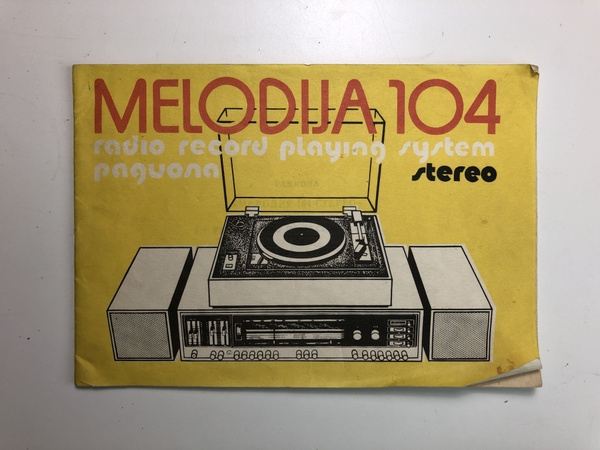 MELODIJA 104
radio record playing system
радиола
stereo